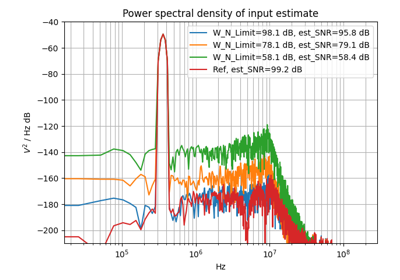 Power spectral density of input estimate
W_N_Limit=98.1 dB, est_SNR=95.8 dB
W_N_Limit=78.1 dB, est_SNR=79.1 dB
W_N_Limit=58.1 dB, est_SNR=58.4 dB
Ref, est_SNR=99.2 dB
V² / Hz dB
−40
−60
−80
−100
−120
−140
−160
−180
−200
10⁵ 10⁶ 10⁷ 10⁸
Hz